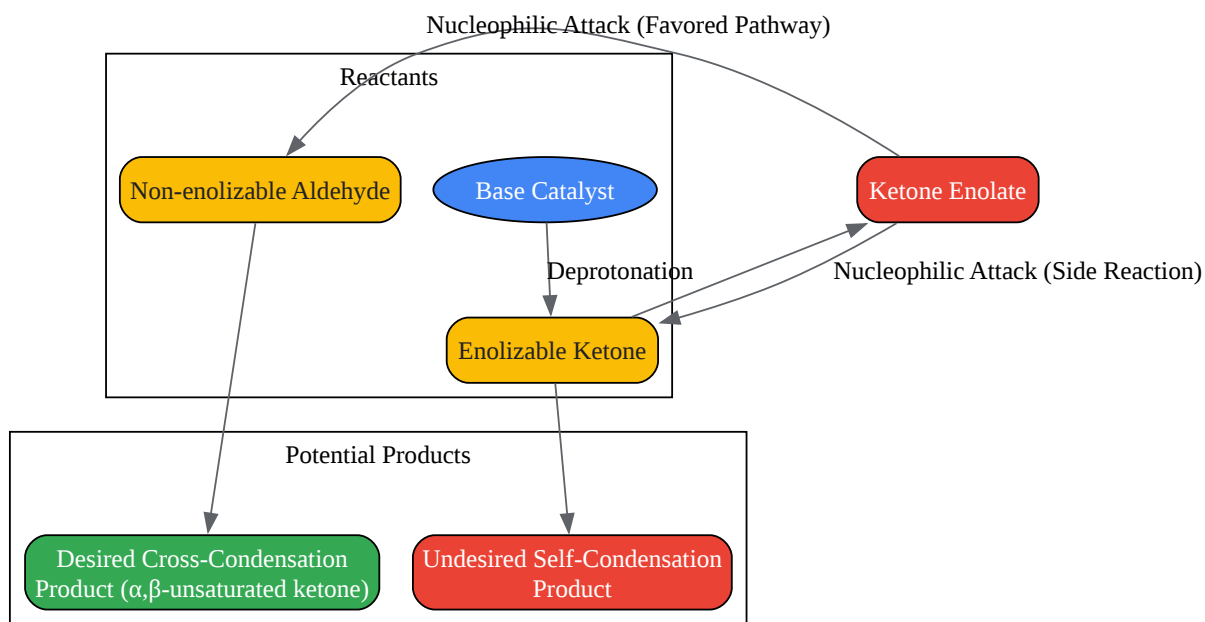 Nucleophilic Attack (Favored Pathway)
Reactants
Non-enolizable Aldehyde
Base Catalyst
Ketone Enolate
Deprotonation
Nucleophilic Attack (Side Reaction)
Enolizable Ketone
Potential Products
Desired Cross-Condensation
Product (α,β-unsaturated ketone)
Undesired Self-Condensation
Product